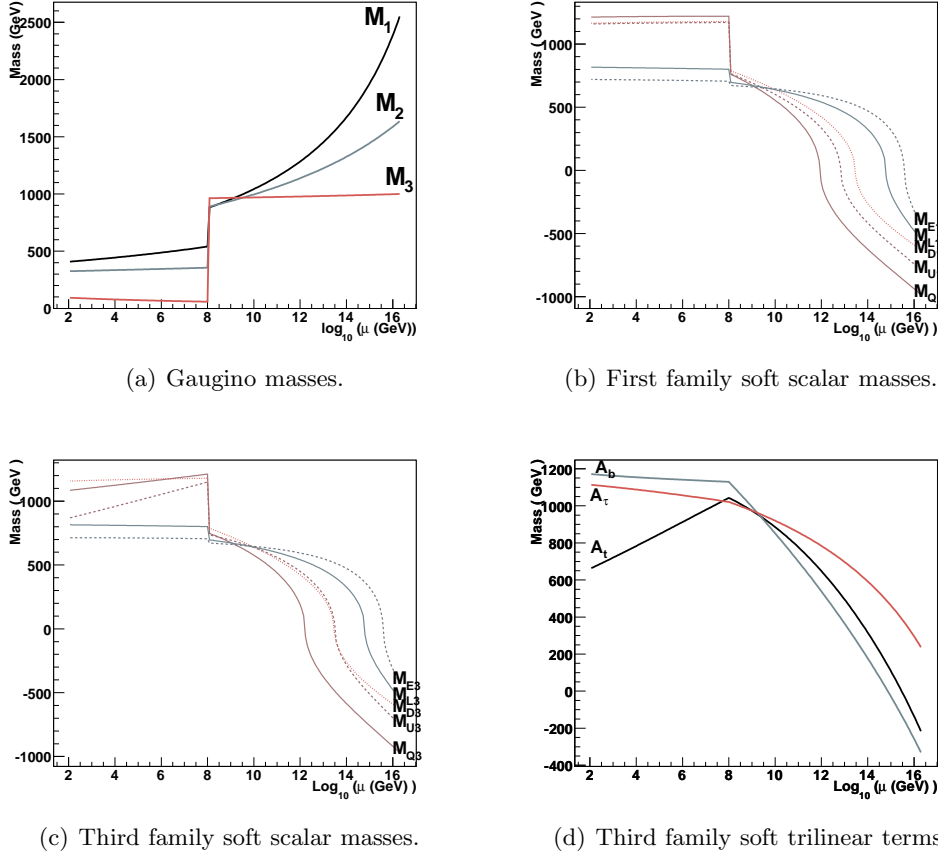 Mass (GeV)
2500
2000
1500
1000
500
0
M1
M2
M3
2 4 6 8 10 12 14 16
log10 (μ (GeV))
(a) Gaugino masses.
Mass ( GeV )
1000
500
0
-500
-1000
ME1
ML1
MD
MU
MQ
2 4 6 8 10 12 14 16
Log10 (μ (GeV) )
(b) First family soft scalar masses.
Mass ( GeV )
1000
500
0
-500
-1000
ME3
ML3
MD3
MU3
MQ3
2 4 6 8 10 12 14 16
Log10 (μ (GeV) )
(c) Third family soft scalar masses.
Mass ( GeV )
1200
1000
800
600
400
200
0
-200
-400
Ab
Aτ
At
2 4 6 8 10 12 14 16
Log10 (μ (GeV) )
(d) Third family soft trilinear terms